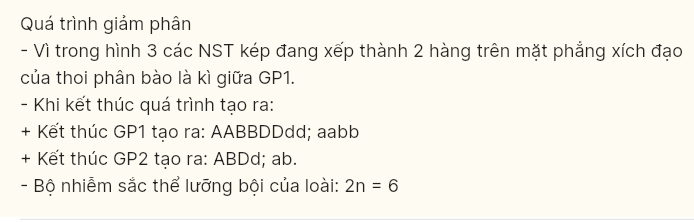 Quá trình giảm phân
- Vì trong hình 3 các NST kép đang xếp thành 2 hàng trên mặt phẳng xích đạo
của thoi phân bào là kì giữa GP1.
- Khi kết thúc quá trình tạo ra:
+ Kết thúc GP1 tạo ra: AABBDDdd; aabb
+ Kết thúc GP2 tạo ra: ABDd; ab.
- Bộ nhiễm sắc thể lưỡng bội của loài: 2n = 6